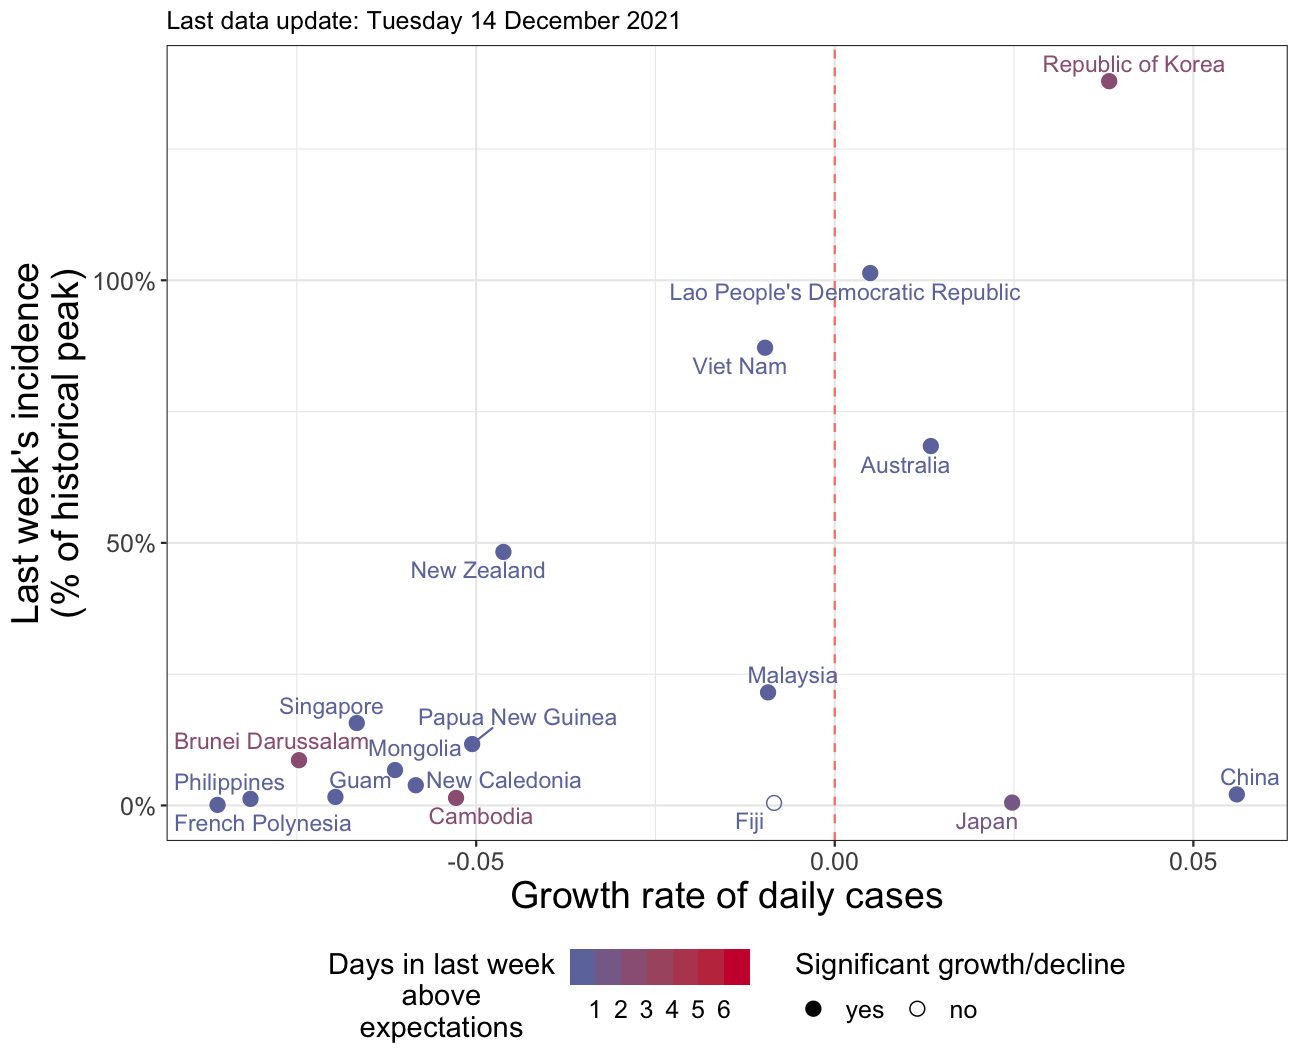 Last data update: Tuesday 14 December 2021
Republic of Korea
Lao People's Democratic Republic
Viet Nam
Australia
New Zealand
Malaysia
Singapore
Papua New Guinea
Brunei Darussalam
Mongolia
Philippines
Guam
New Caledonia
China
French Polynesia
Cambodia
Fiji
Japan
100%
50%
0%
Last week's incidence
(% of historical peak)
-0.05
0.00
0.05
Growth rate of daily cases
Days in last week
above
expectations
1 2 3 4 5 6
Significant growth/decline
yes
no